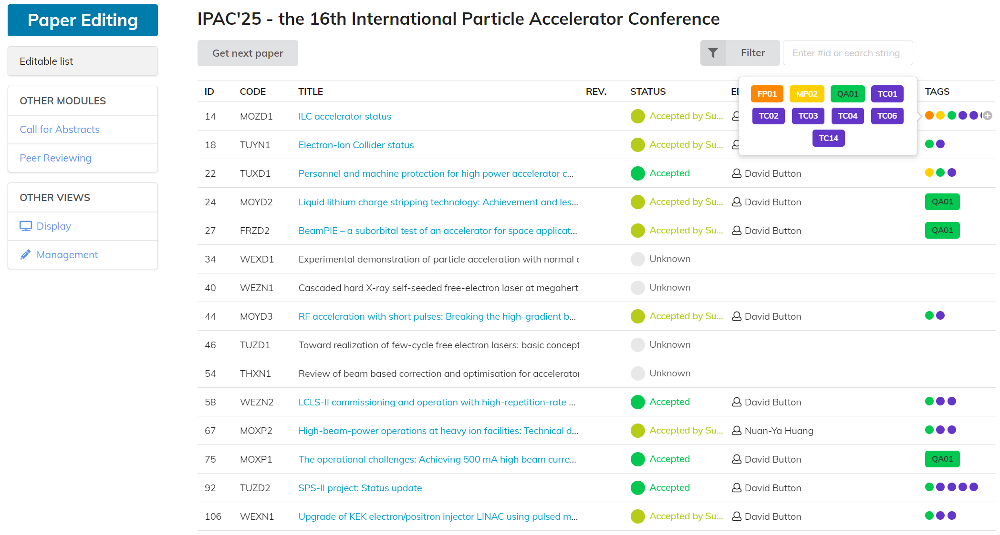 Paper Editing
Editable list
OTHER MODULES
Call for Abstracts
Peer Reviewing
OTHER VIEWS
Display
Management
IPAC'25 - the 16th International Particle Accelerator Conference
Get next paper
Filter
Enter #id or search string
ID CODE TITLE REV. STATUS TAGS
FP01 MP02 QA01 TC01
TC02 TC03 TC04 TC06
TC14
14 MOZD1 ILC accelerator status Accepted by Su...
18 TUYN1 Electron-Ion Collider status Accepted by Su...
22 TUXD1 Personnel and machine protection for high power accelerator c... Accepted David Button
24 MOYD2 Liquid lithium charge stripping technology: Achievement and les... Accepted by Su... David Button QA01
27 FRZD2 BeamPIE – a suborbital test of an accelerator for space applicat... Accepted by Su... David Button QA01
34 WEXD1 Experimental demonstration of particle acceleration with normal Unknown
40 WEZN1 Cascaded hard X-ray self-seeded free-electron laser at megahert Unknown
44 MOYD3 RF acceleration with short pulses: Breaking the high-gradient b... Accepted by Su... David Button
46 TUZD1 Toward realization of few-cycle free electron lasers: basic concept Unknown
54 THXN1 Review of beam based correction and optimisation for accelerator Unknown
58 WEZN2 LCLS-II commissioning and operation with high-repetition-rate ... Accepted David Button
67 MOXP2 High-beam-power operations at heavy ion facilities: Technical d... Accepted by Su... Nuan-Ya Huang
75 MOXP1 The operational challenges: Achieving 500 mA high beam curre... Accepted David Button QA01
92 TUZD2 SPS-II project: Status update Accepted David Button
106 WEXN1 Upgrade of KEK electron/positron injector LINAC using pulsed m... Accepted by Su... David Button